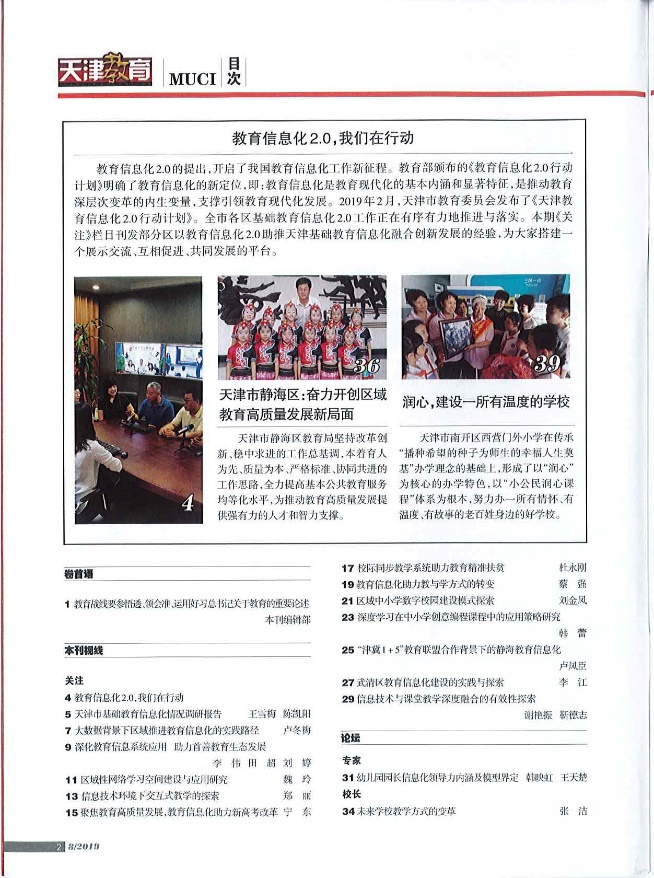 天津教育
MUCI
目次
教育信息化2.0,我们在行动
教育信息化2.0的提出,开启了我国教育信息化工作新征程。教育部颁布的《教育信息化2.0行动
计划》明确了教育信息化的新定位,即:教育信息化是教育现代化的基本内涵和显著特征,是推动教育
深层次变革的内生变量,支撑引领教育现代化发展。2019年2月,天津市教育委员会发布了《天津教
育信息化2.0行动计划》。全市各区基础教育信息化2.0工作正在有序有力地推进与落实。本期《关
注》栏目刊发部分区以教育信息化2.0助推天津基础教育信息化融合创新发展的经验,为大家搭建一
个展示交流、互相促进、共同发展的平台。
4
36
天津市静海区:奋力开创区域
教育高质量发展新局面
天津市静海区教育局坚持改革创
新、稳中求进的工作总基调,本着育人
为先、质量为本、严格标准、协同共进的
工作思路,全力提高基本公共教育服务
均等化水平,为推动教育高质量发展提
供强有力的人才和智力支撑。
39
润心,建设一所有温度的学校
天津市南开区西营门外小学在传承
“播种希望的种子为师生的幸福人生奠
基”办学理念的基础上,形成了以“润心”
为核心的办学特色,以“小公民润心课
程”体系为根本,努力办一所有情怀、有
温度、有故事的老百姓身边的好学校。
卷首语
1 教育战线要参悟透、领会准、运用好习总书记关于教育的重要论述
本刊编辑部
本刊视线
关注
4 教育信息化2.0,我们在行动
5 天津市基础教育信息化情况调研报告 王雪梅 陈凯阳
7 大数据背景下区域推进教育信息化的实践路径 卢冬梅
9 深化教育信息系统应用 助力首善教育生态发展
李伟 田超 刘婷
11 区域性网络学习空间建设与应用研究 魏玲
13 信息技术环境下交互式教学的探索 郑丽
15 聚焦教育高质量发展,教育信息化助力新高考改革 宁东
17 校际同步教学系统助力教育精准扶贫 杜永刚
19 教育信息化助力教与学方式的转变 蔡强
21 区域中小学数字校园建设模式探索 刘金凤
23 深度学习在中小学创意编程课程中的应用策略研究
韩蕾
25 “津冀1+5”教育联盟合作背景下的静海教育信息化
卢凤臣
27 武清区教育信息化建设的实践与探索 李江
29 信息技术与课堂教学深度融合的有效性探索
谢艳振 靳德志
论坛
专家
31 幼儿园园长信息化领导力内涵及模型界定 韩映虹 王天楚
校长
34 未来学校教学方式的变革 张洁
2 8/2019